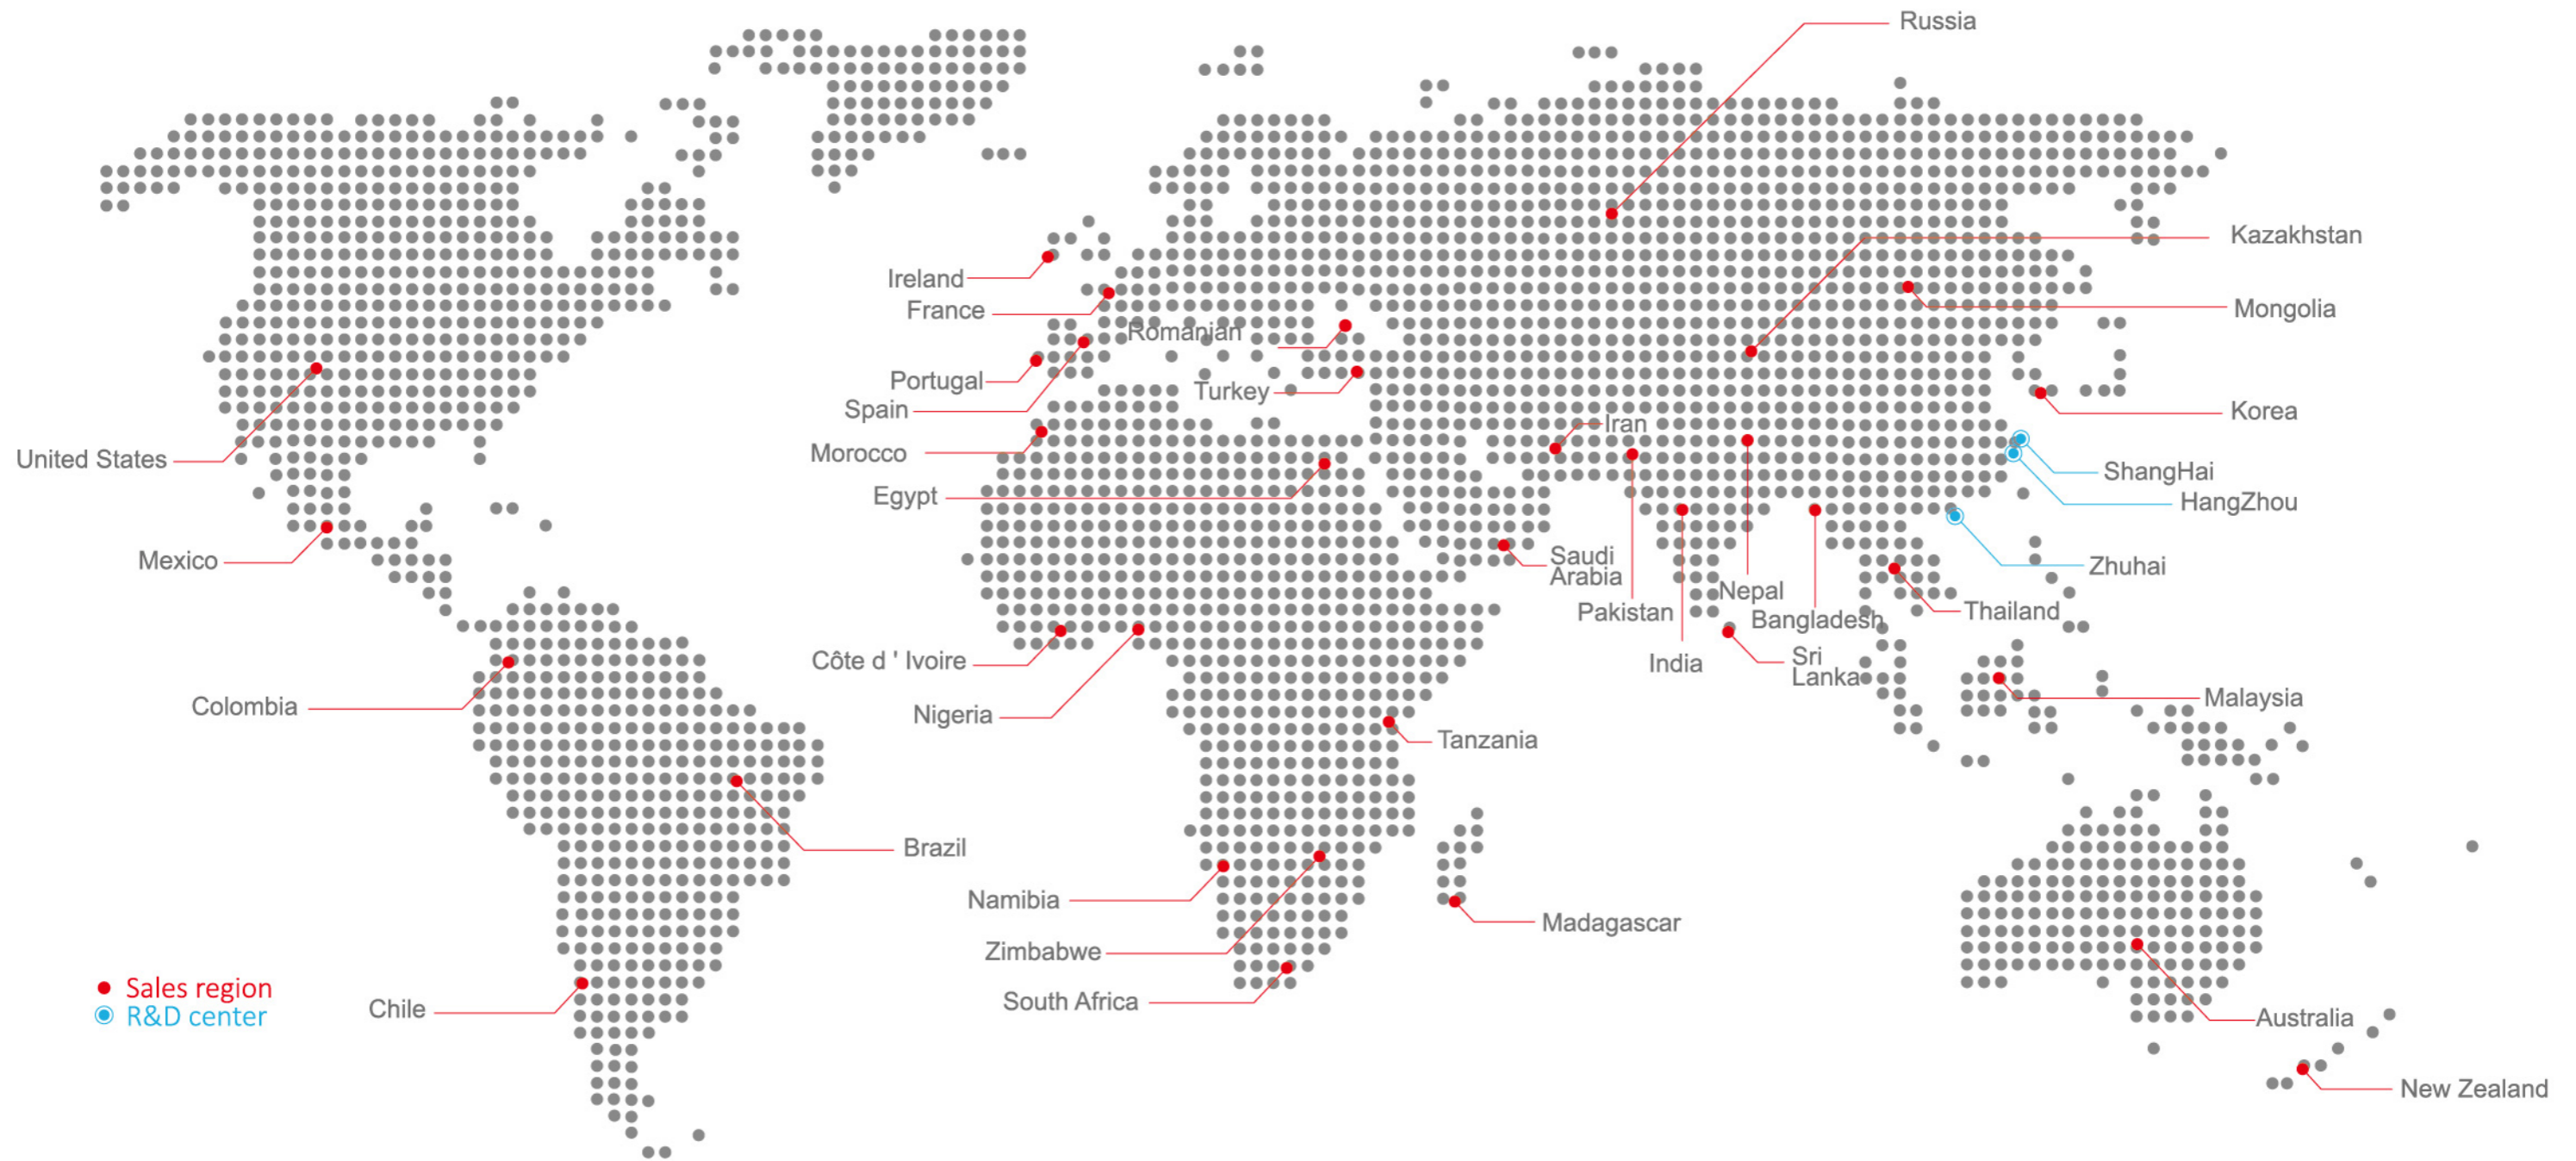 Russia
Kazakhstan
Ireland
Mongolia
France
Romanian
Portugal
Turkey
Spain
Korea
Iran
Morocco
United States
ShangHai
Egypt
HangZhou
Mexico
Saudi
Arabia
Zhuhai
Nepal
Pakistan
Bangladesh
Thailand
Côte d ' Ivoire
India
Sri
Lanka
Colombia
Malaysia
Nigeria
Tanzania
Brazil
Namibia
Madagascar
Zimbabwe
Sales region
R&D center
South Africa
Chile
Australia
New Zealand